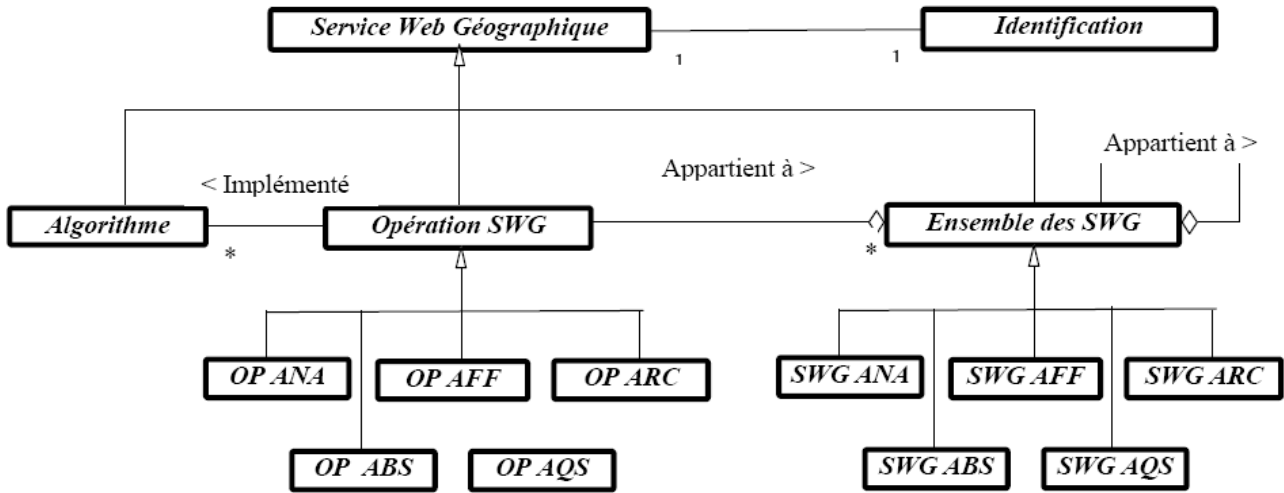 Service Web Géographique
Identification
1
1
Appartient à >
Appartient à >
< Implémenté
Algorithme
Opération SWG
Ensemble des SWG
*
*
OP ANA
OP AFF
OP ARC
SWG ANA
SWG AFF
SWG ARC
OP ABS
OP AQS
SWG ABS
SWG AQS